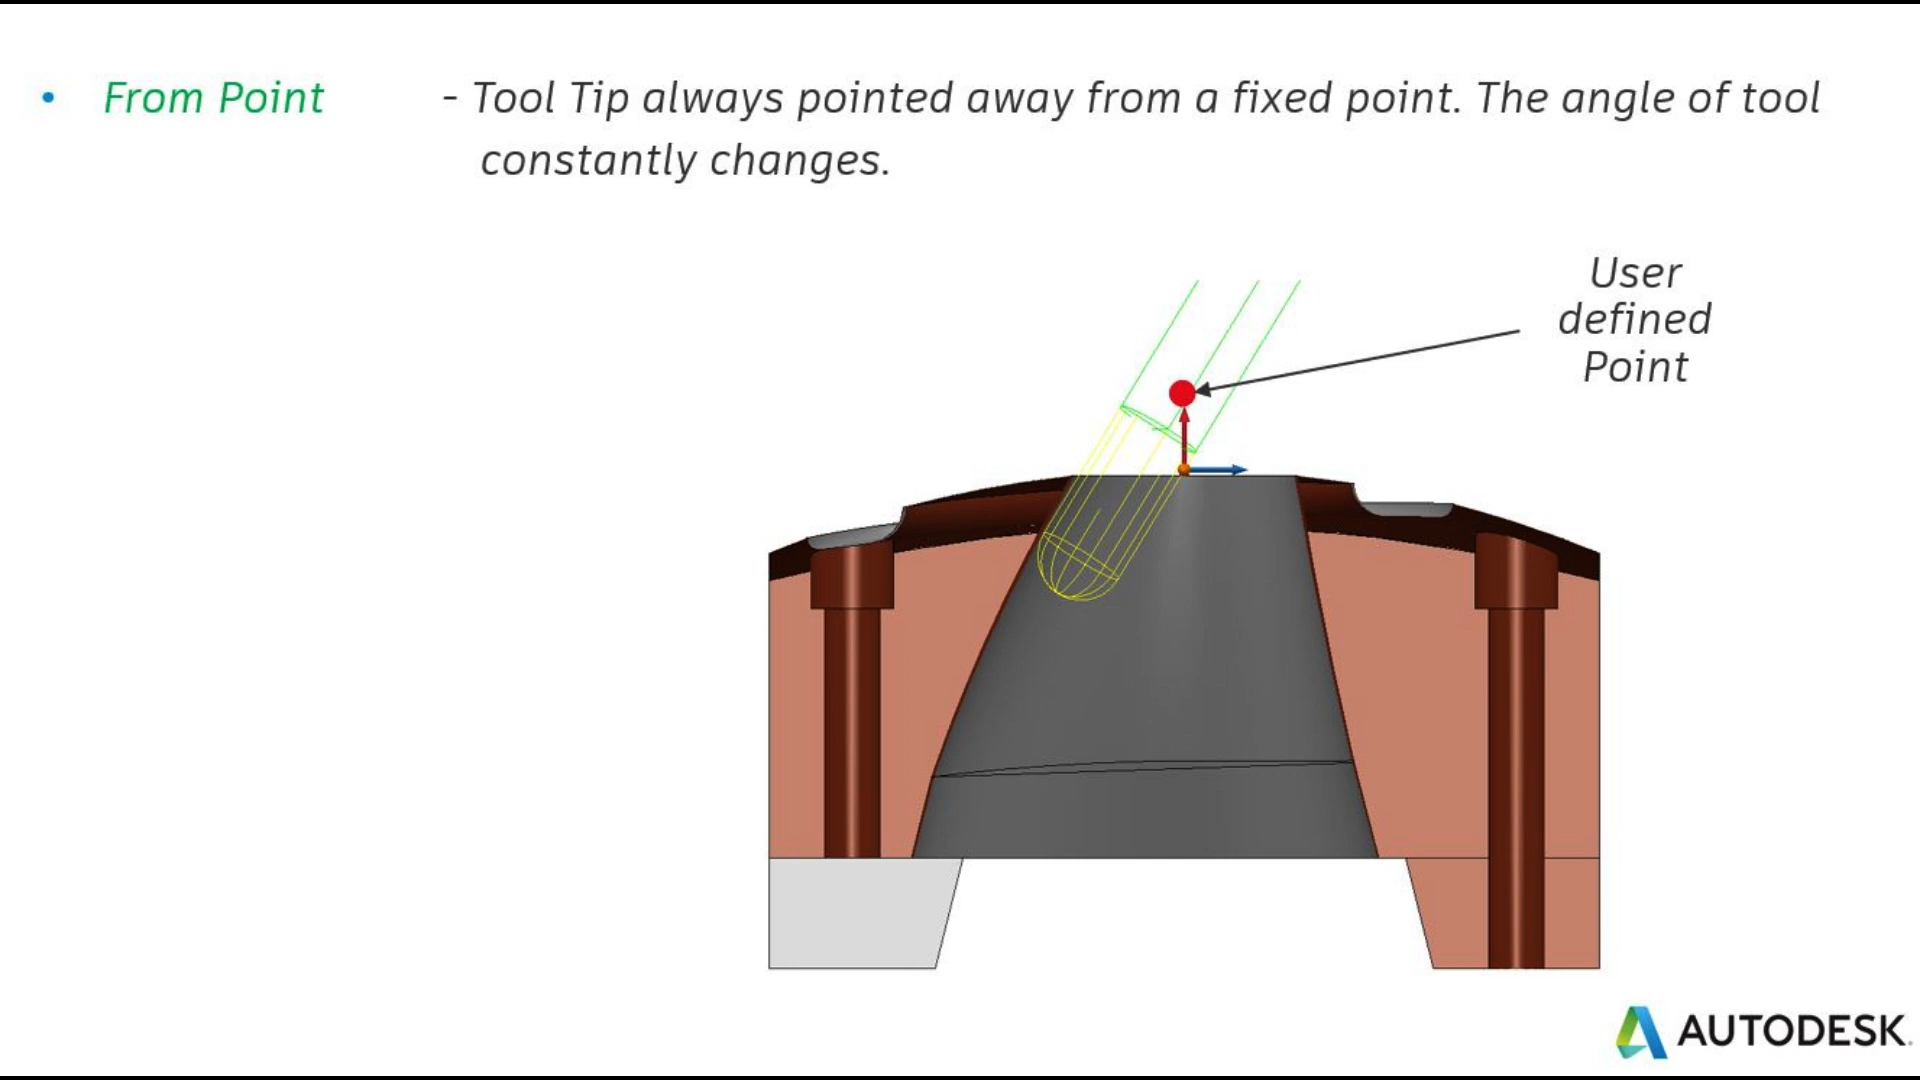 • From Point - Tool Tip always pointed away from a fixed point. The angle of tool
constantly changes.
User
defined
Point
AUTODESK.